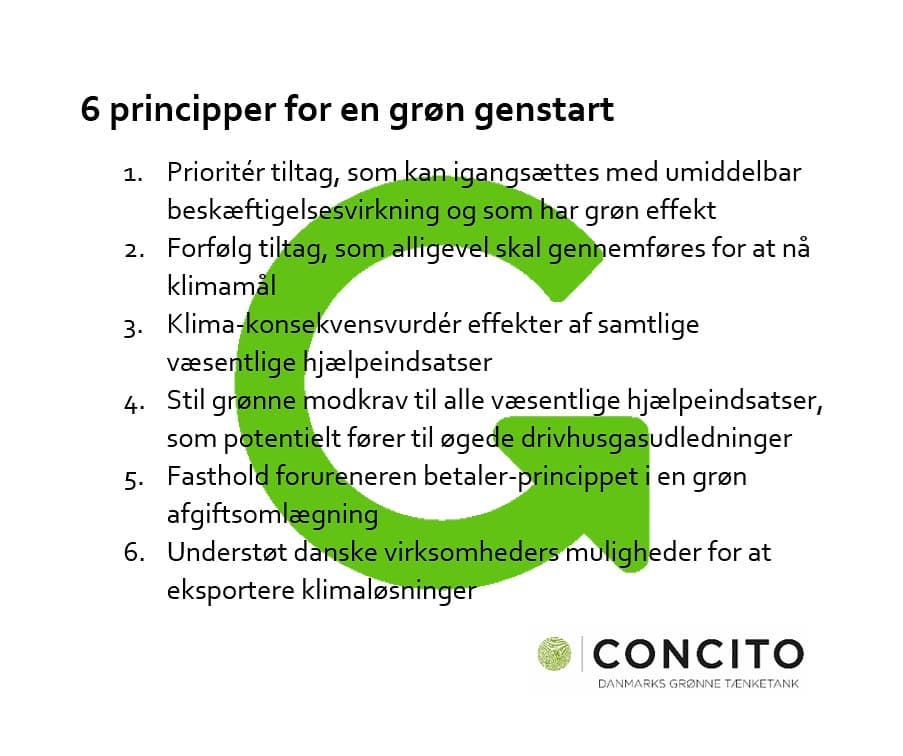 6 principper for en grøn genstart
1. Prioritér tiltag, som kan igangsættes med umiddelbar
beskæftigelsesvirkning og som har grøn effekt
2. Forfølg tiltag, som alligevel skal gennemføres for at nå
klimamål
3. Klima-konsekvensvurdér effekter af samtlige
væsentlige hjælpeindsatser
4. Stil grønne modkrav til alle væsentlige hjælpeindsatser,
som potentielt fører til øgede drivhusgasudledninger
5. Fasthold forureneren betaler-princippet i en grøn
afgiftsomlægning
6. Understøt danske virksomheders muligheder for at
eksportere klimaløsninger
CONCITO
DANMARKS GRØNNE TÆNKETANK